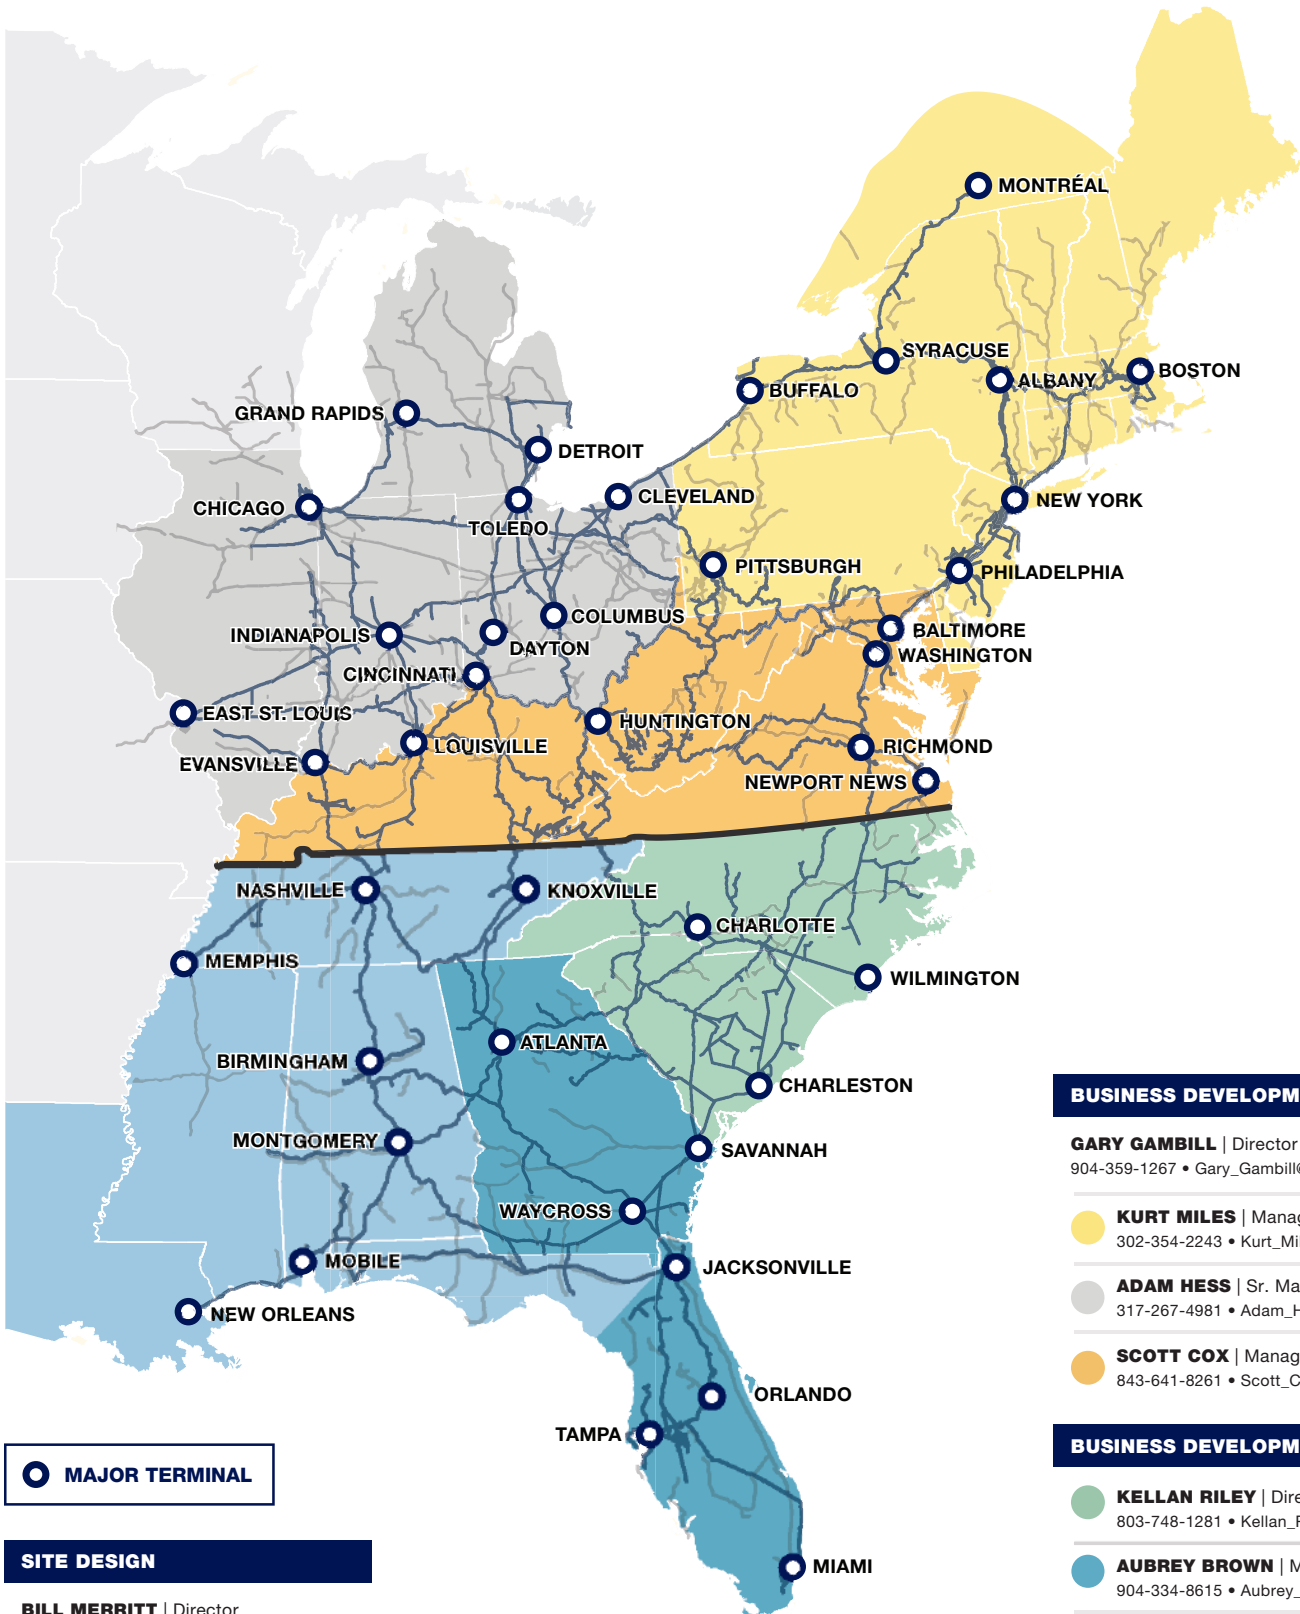 MONTRÉAL
SYRACUSE
ALBANY
BOSTON
BUFFALO
GRAND RAPIDS
DETROIT
CLEVELAND
CHICAGO
TOLEDO
NEW YORK
PITTSBURGH
PHILADELPHIA
COLUMBUS
INDIANAPOLIS
DAYTON
BALTIMORE
WASHINGTON
CINCINNATI
EAST ST. LOUIS
HUNTINGTON
LOUISVILLE
RICHMOND
EVANSVILLE
NEWPORT NEWS
NASHVILLE
KNOXVILLE
CHARLOTTE
MEMPHIS
WILMINGTON
ATLANTA
BIRMINGHAM
CHARLESTON
MONTGOMERY
SAVANNAH
WAYCROSS
MOBILE
JACKSONVILLE
NEW ORLEANS
ORLANDO
TAMPA
MIAMI
MAJOR TERMINAL
SITE DESIGN
BILL MERRITT | Director
BUSINESS DEVELOPM
GARY GAMBILL | Director
904-359-1267 • Gary_Gambill@
KURT MILES | Manag
302-354-2243 • Kurt_Mi
ADAM HESS | Sr. Ma
317-267-4981 • Adam_H
SCOTT COX | Manag
843-641-8261 • Scott_C
BUSINESS DEVELOPM
KELLAN RILEY | Dire
803-748-1281 • Kellan_R
AUBREY BROWN | M
904-334-8615 • Aubrey_